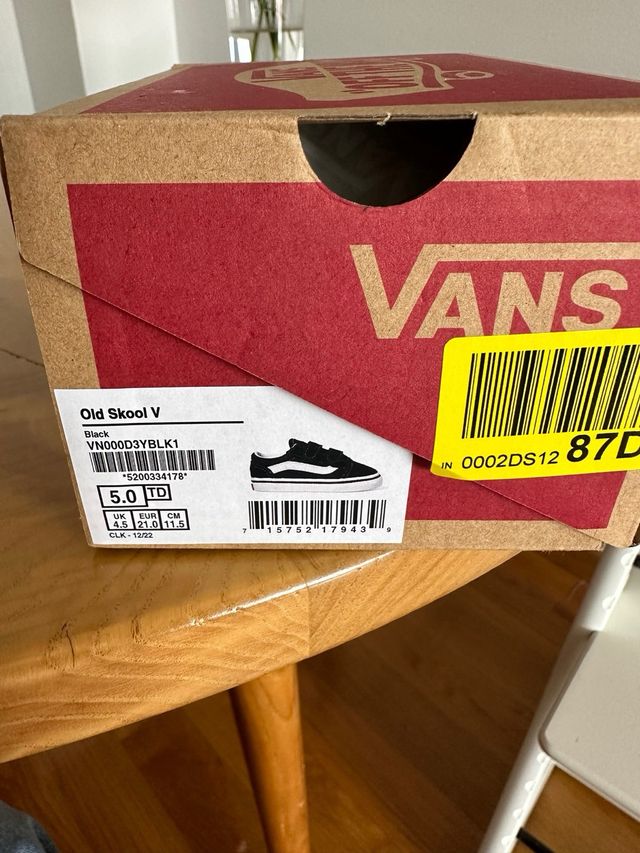 VANS
IN 0002DS12 87D
Old Skool V
Black
VN000D3YBLK1
*5200334178*
5.0 TD
UK EUR CM
4.5 21.0 11.5
CLK - 12/22
7 15752 17943 9